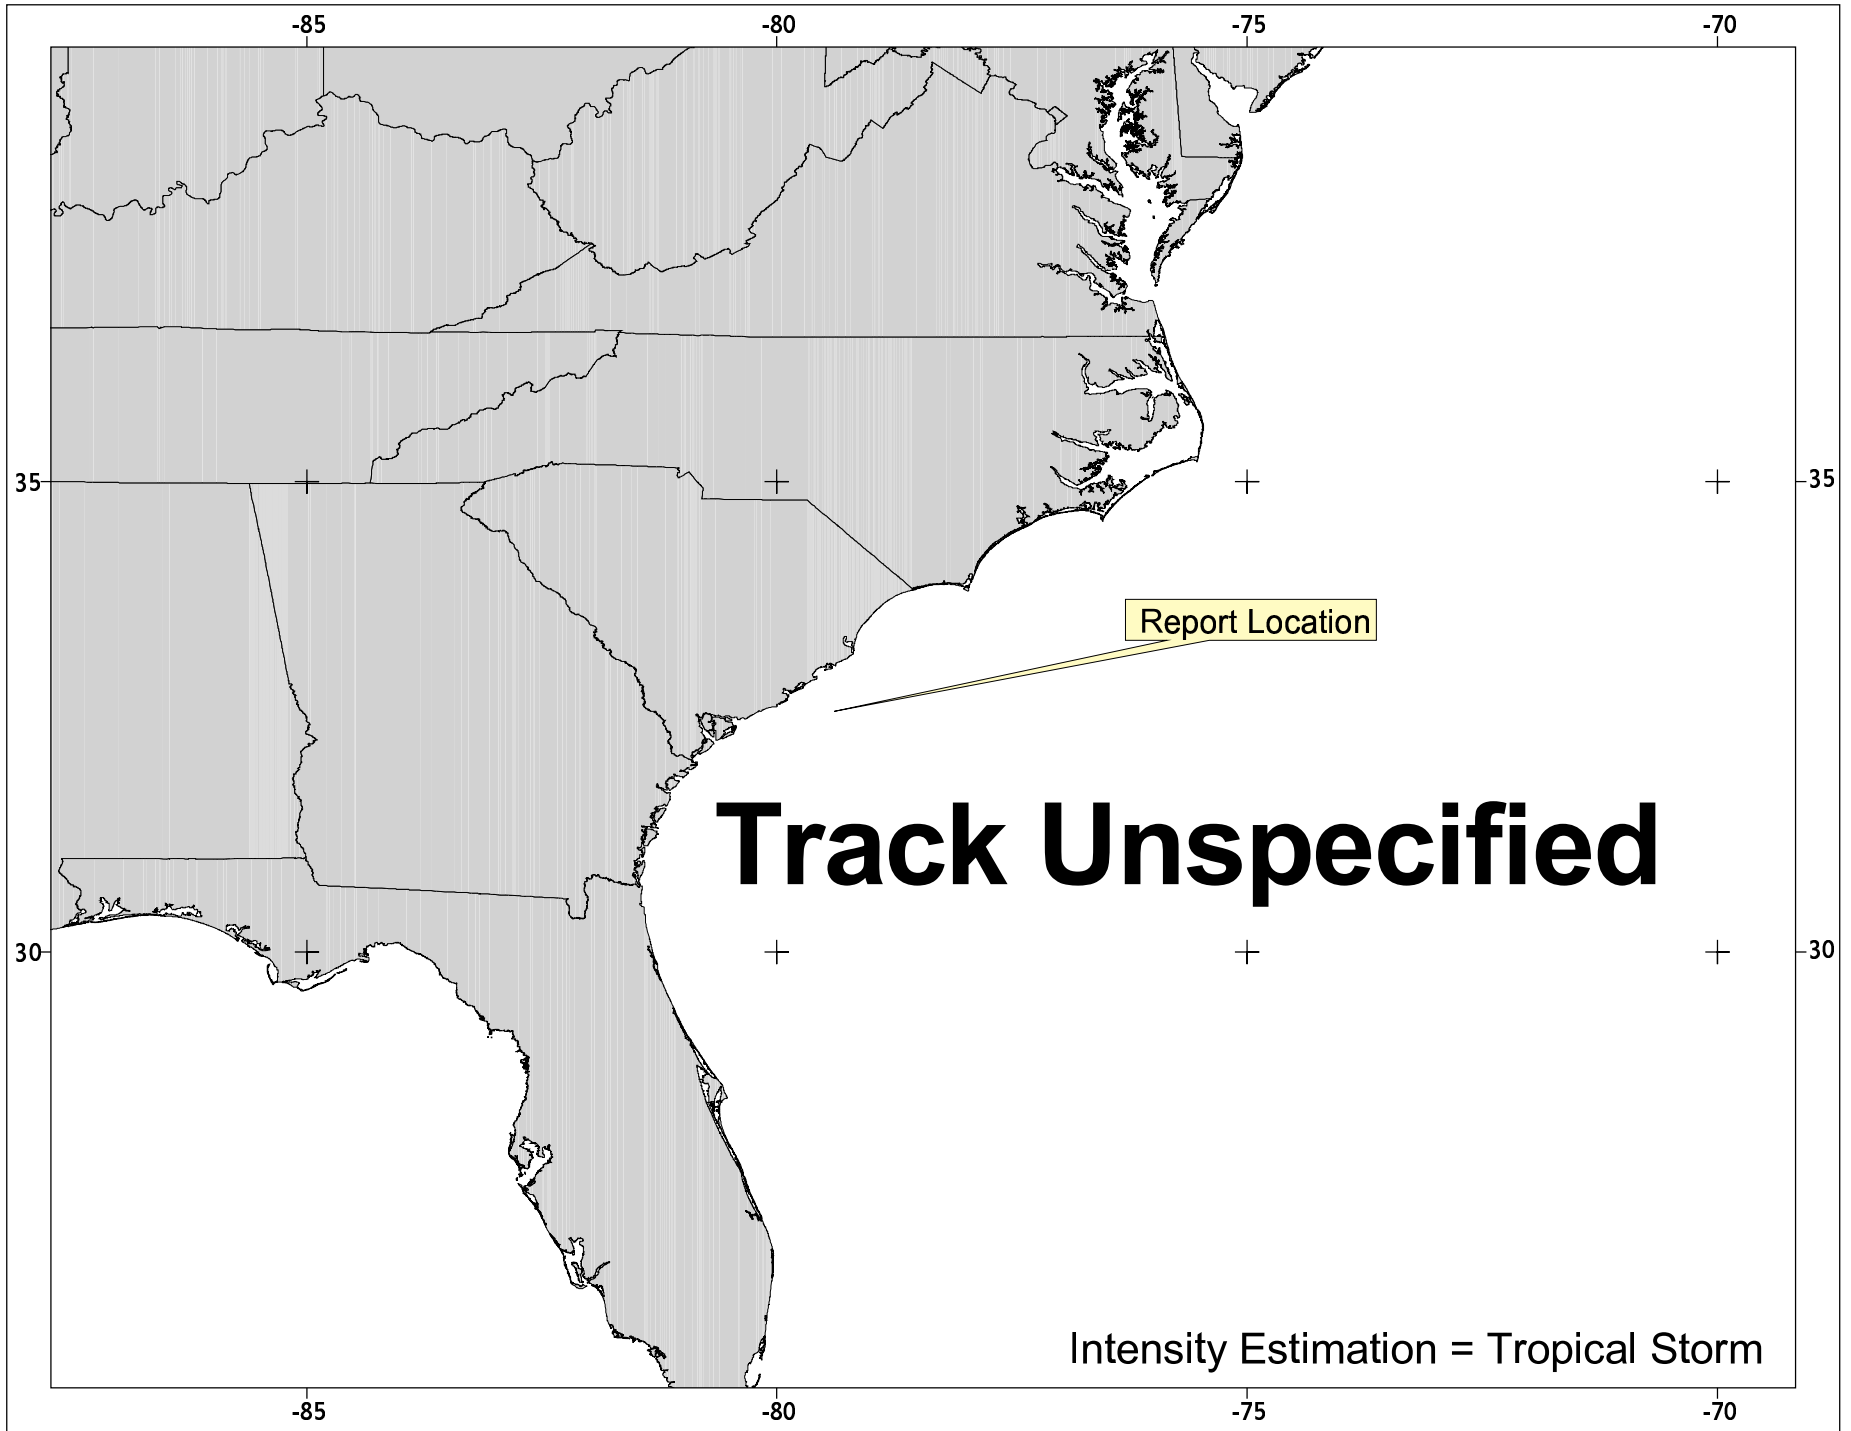 -85 -80 -75 -70
35 35
Report Location
Track Unspecified
30 30
Intensity Estimation = Tropical Storm
-85 -80 -75 -70